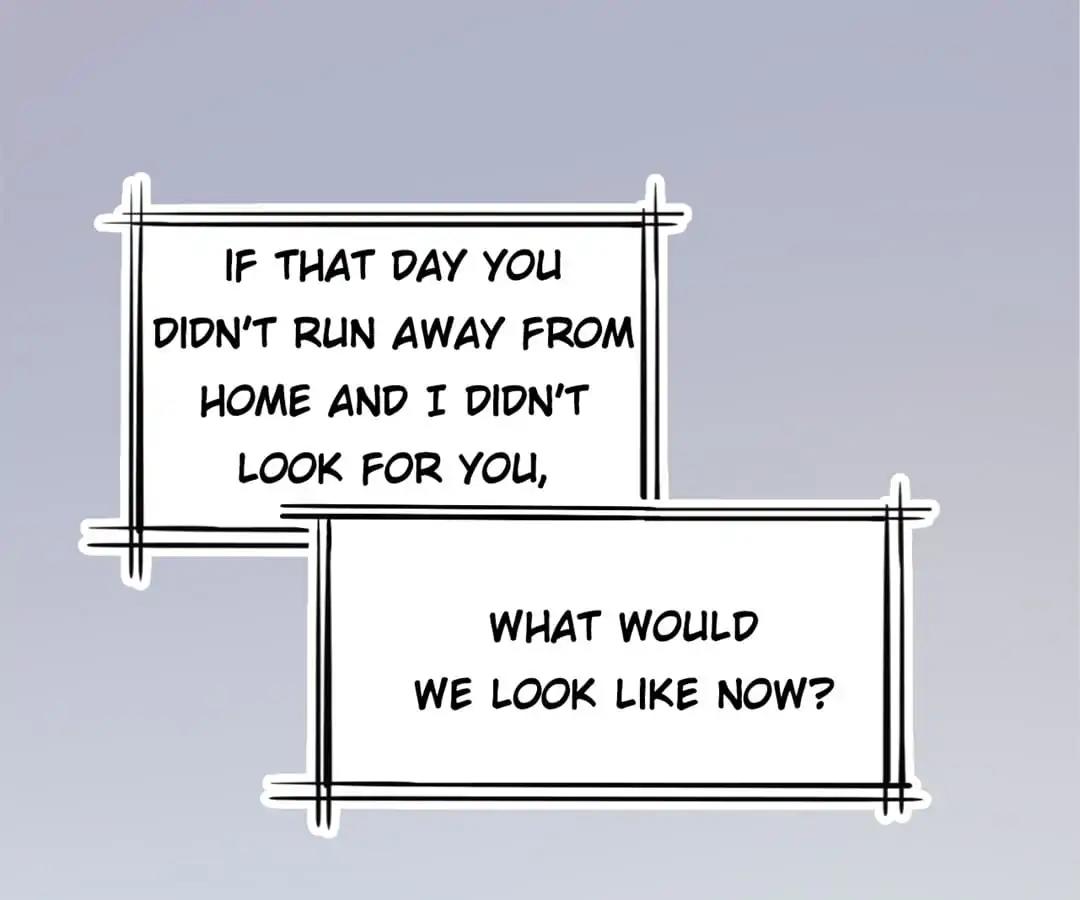 IF THAT DAY YOU
DIDN'T RUN AWAY FROM
HOME AND I DIDN'T
LOOK FOR YOU,
WHAT WOULD
WE LOOK LIKE NOW?